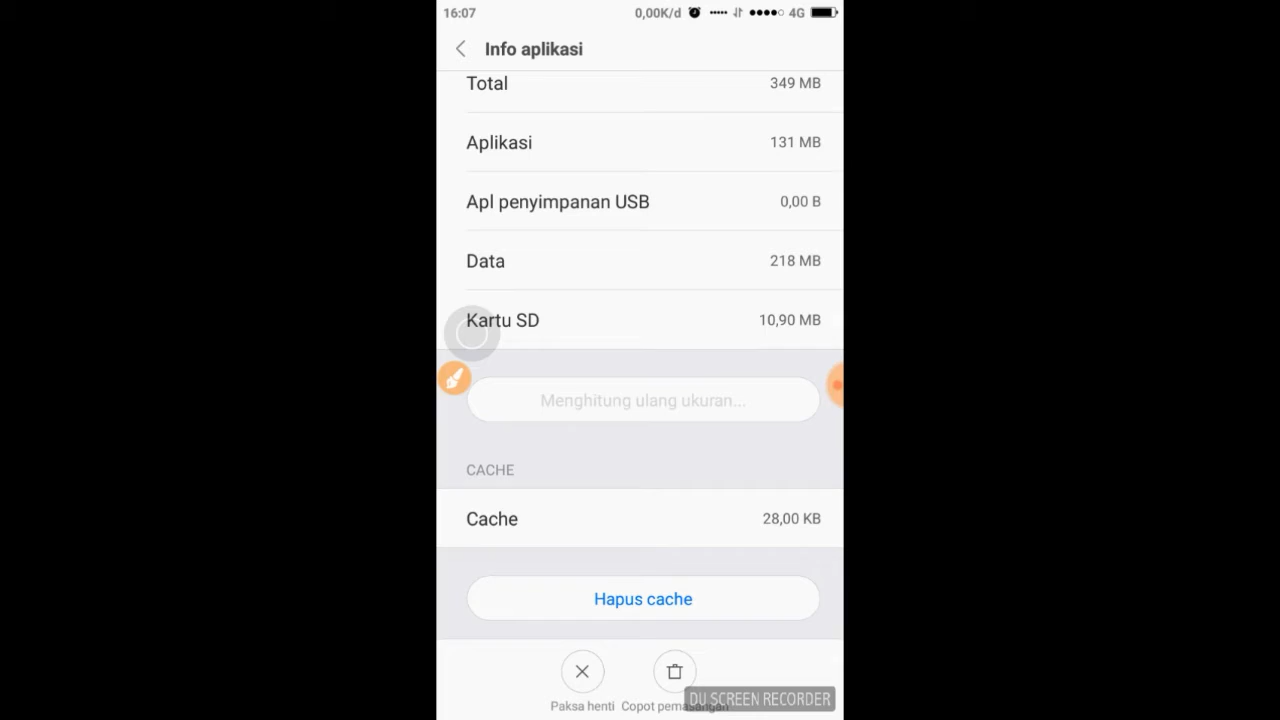 16:07 0,00K/d 4G
Info aplikasi
Total 349 MB
Aplikasi 131 MB
Apl penyimpanan USB 0,00 B
Data 218 MB
Kartu SD 10,90 MB
Menghitung ulang ukuran...
CACHE
Cache 28,00 KB
Hapus cache
Paksa henti Copot pemasangan
DU SCREEN RECORDER